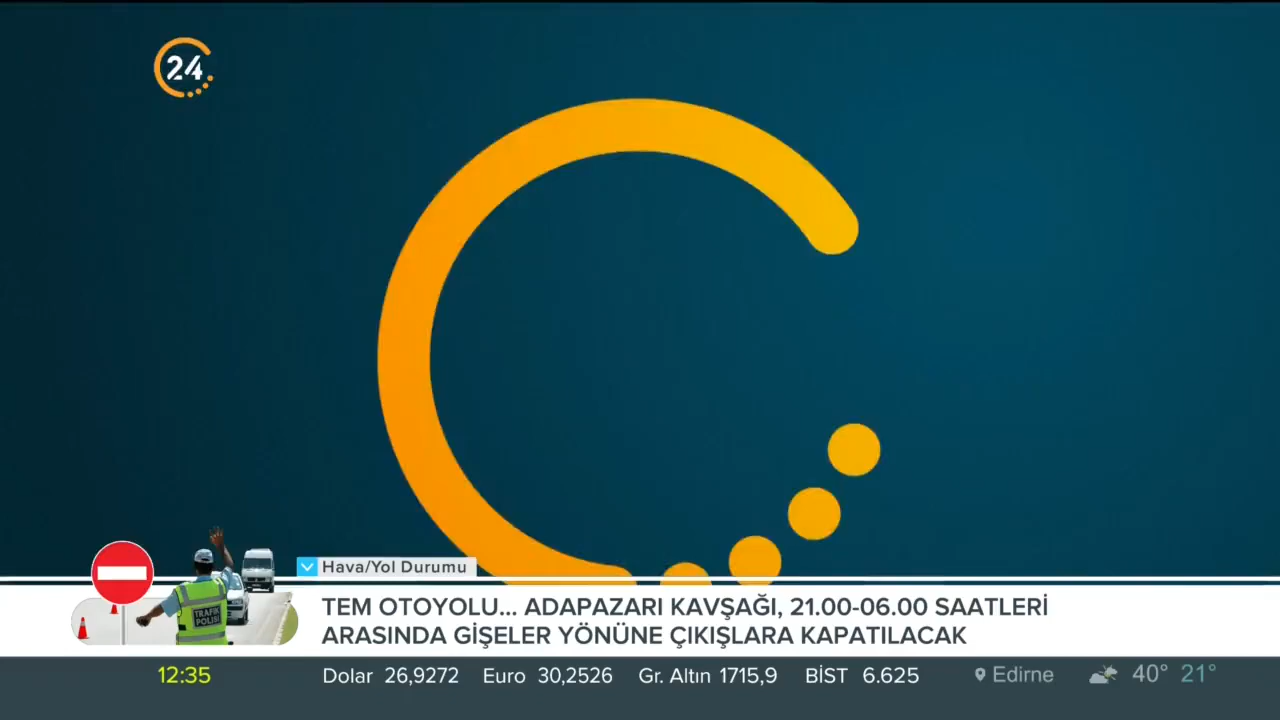 24
Hava/Yol Durumu
TEM OTOYOLU... ADAPAZARI KAVŞAĞI, 21.00-06.00 SAATLERİ
ARASINDA GİŞELER YÖNÜNE ÇIKIŞLARA KAPATILACAK
TRAFİK
POLİSİ
12:35 Dolar 26,9272 Euro 30,2526 Gr. Altın 1715,9 BİST 6.625 Edirne 40° 21°